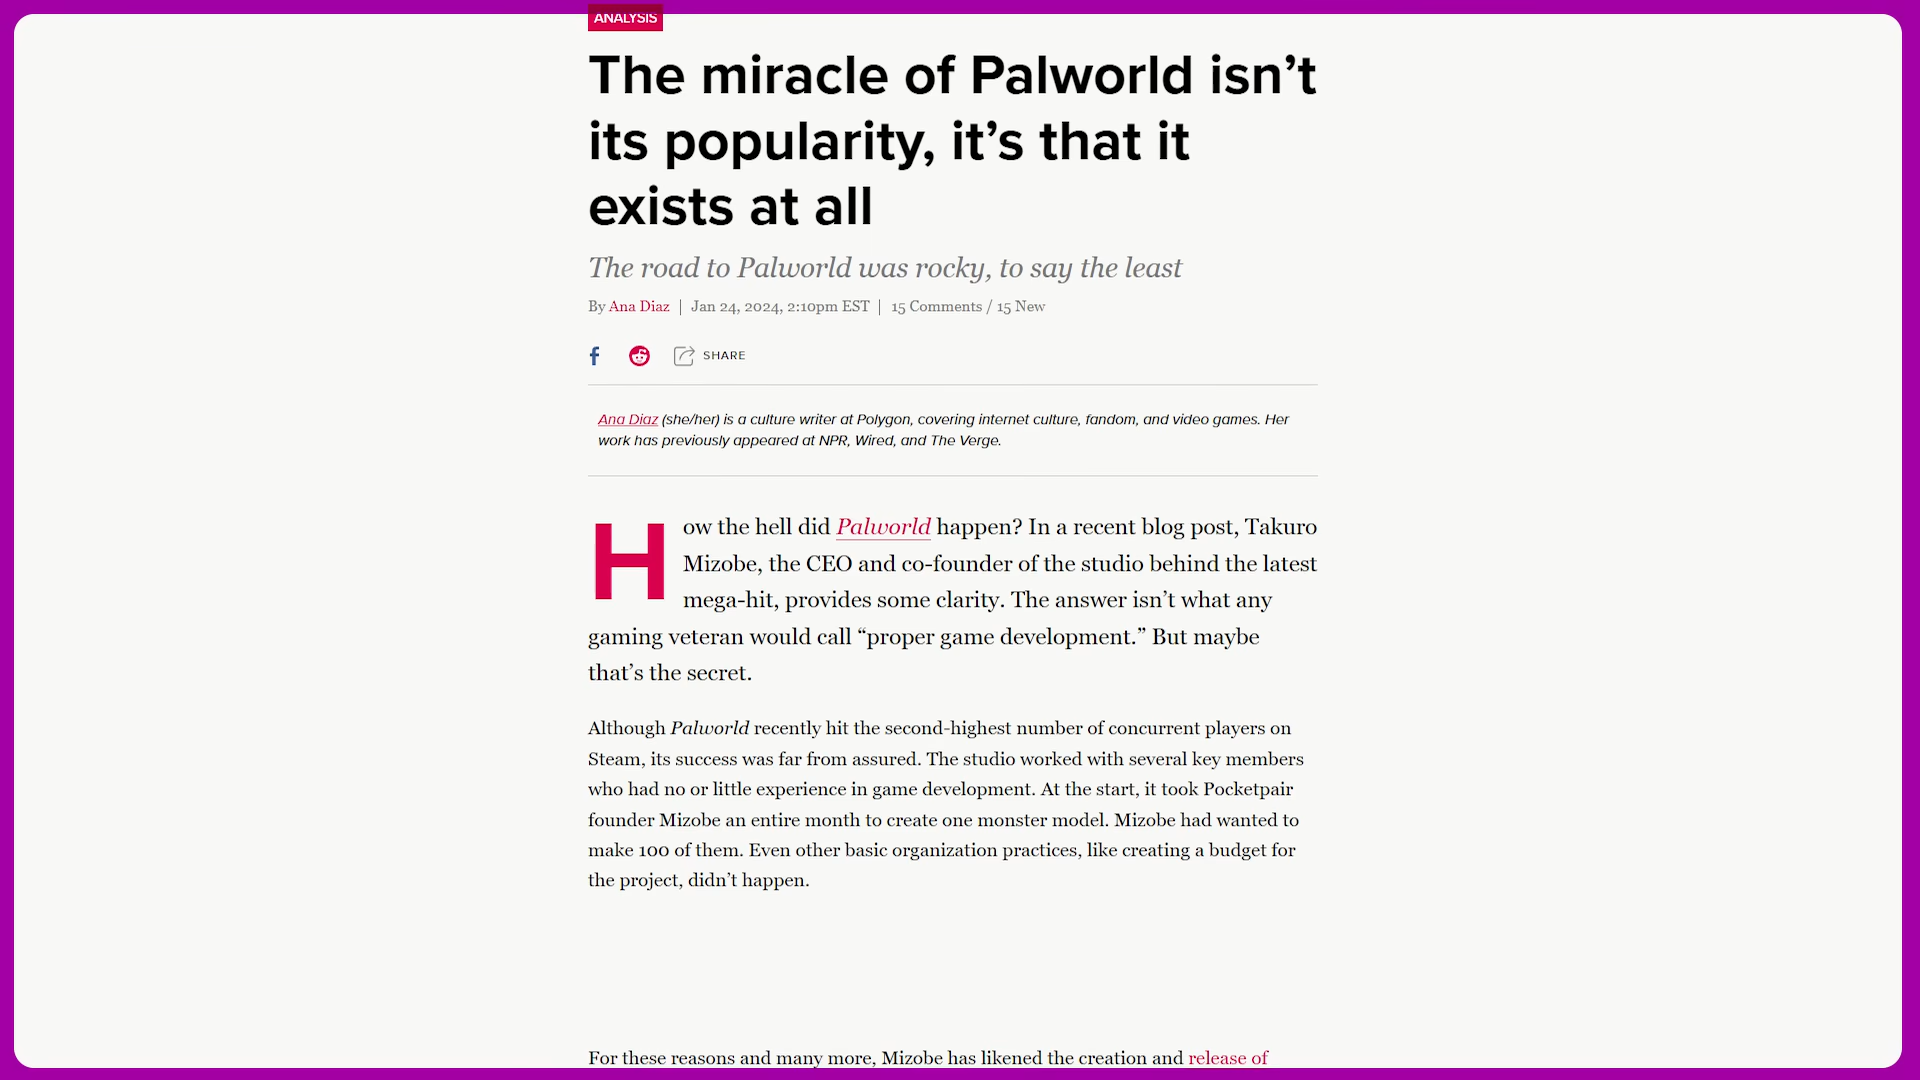 ANALYSIS
The miracle of Palworld isn’t
its popularity, it’s that it
exists at all
The road to Palworld was rocky, to say the least
By Ana Diaz | Jan 24, 2024, 2:10pm EST | 15 Comments / 15 New
SHARE
Ana Diaz (she/her) is a culture writer at Polygon, covering internet culture, fandom, and video games. Her
work has previously appeared at NPR, Wired, and The Verge.
How the hell did Palworld happen? In a recent blog post, Takuro
Mizobe, the CEO and co-founder of the studio behind the latest
mega-hit, provides some clarity. The answer isn’t what any
gaming veteran would call “proper game development.” But maybe
that’s the secret.
Although Palworld recently hit the second-highest number of concurrent players on
Steam, its success was far from assured. The studio worked with several key members
who had no or little experience in game development. At the start, it took Pocketpair
founder Mizobe an entire month to create one monster model. Mizobe had wanted to
make 100 of them. Even other basic organization practices, like creating a budget for
the project, didn’t happen.
For these reasons and many more, Mizobe has likened the creation and release of